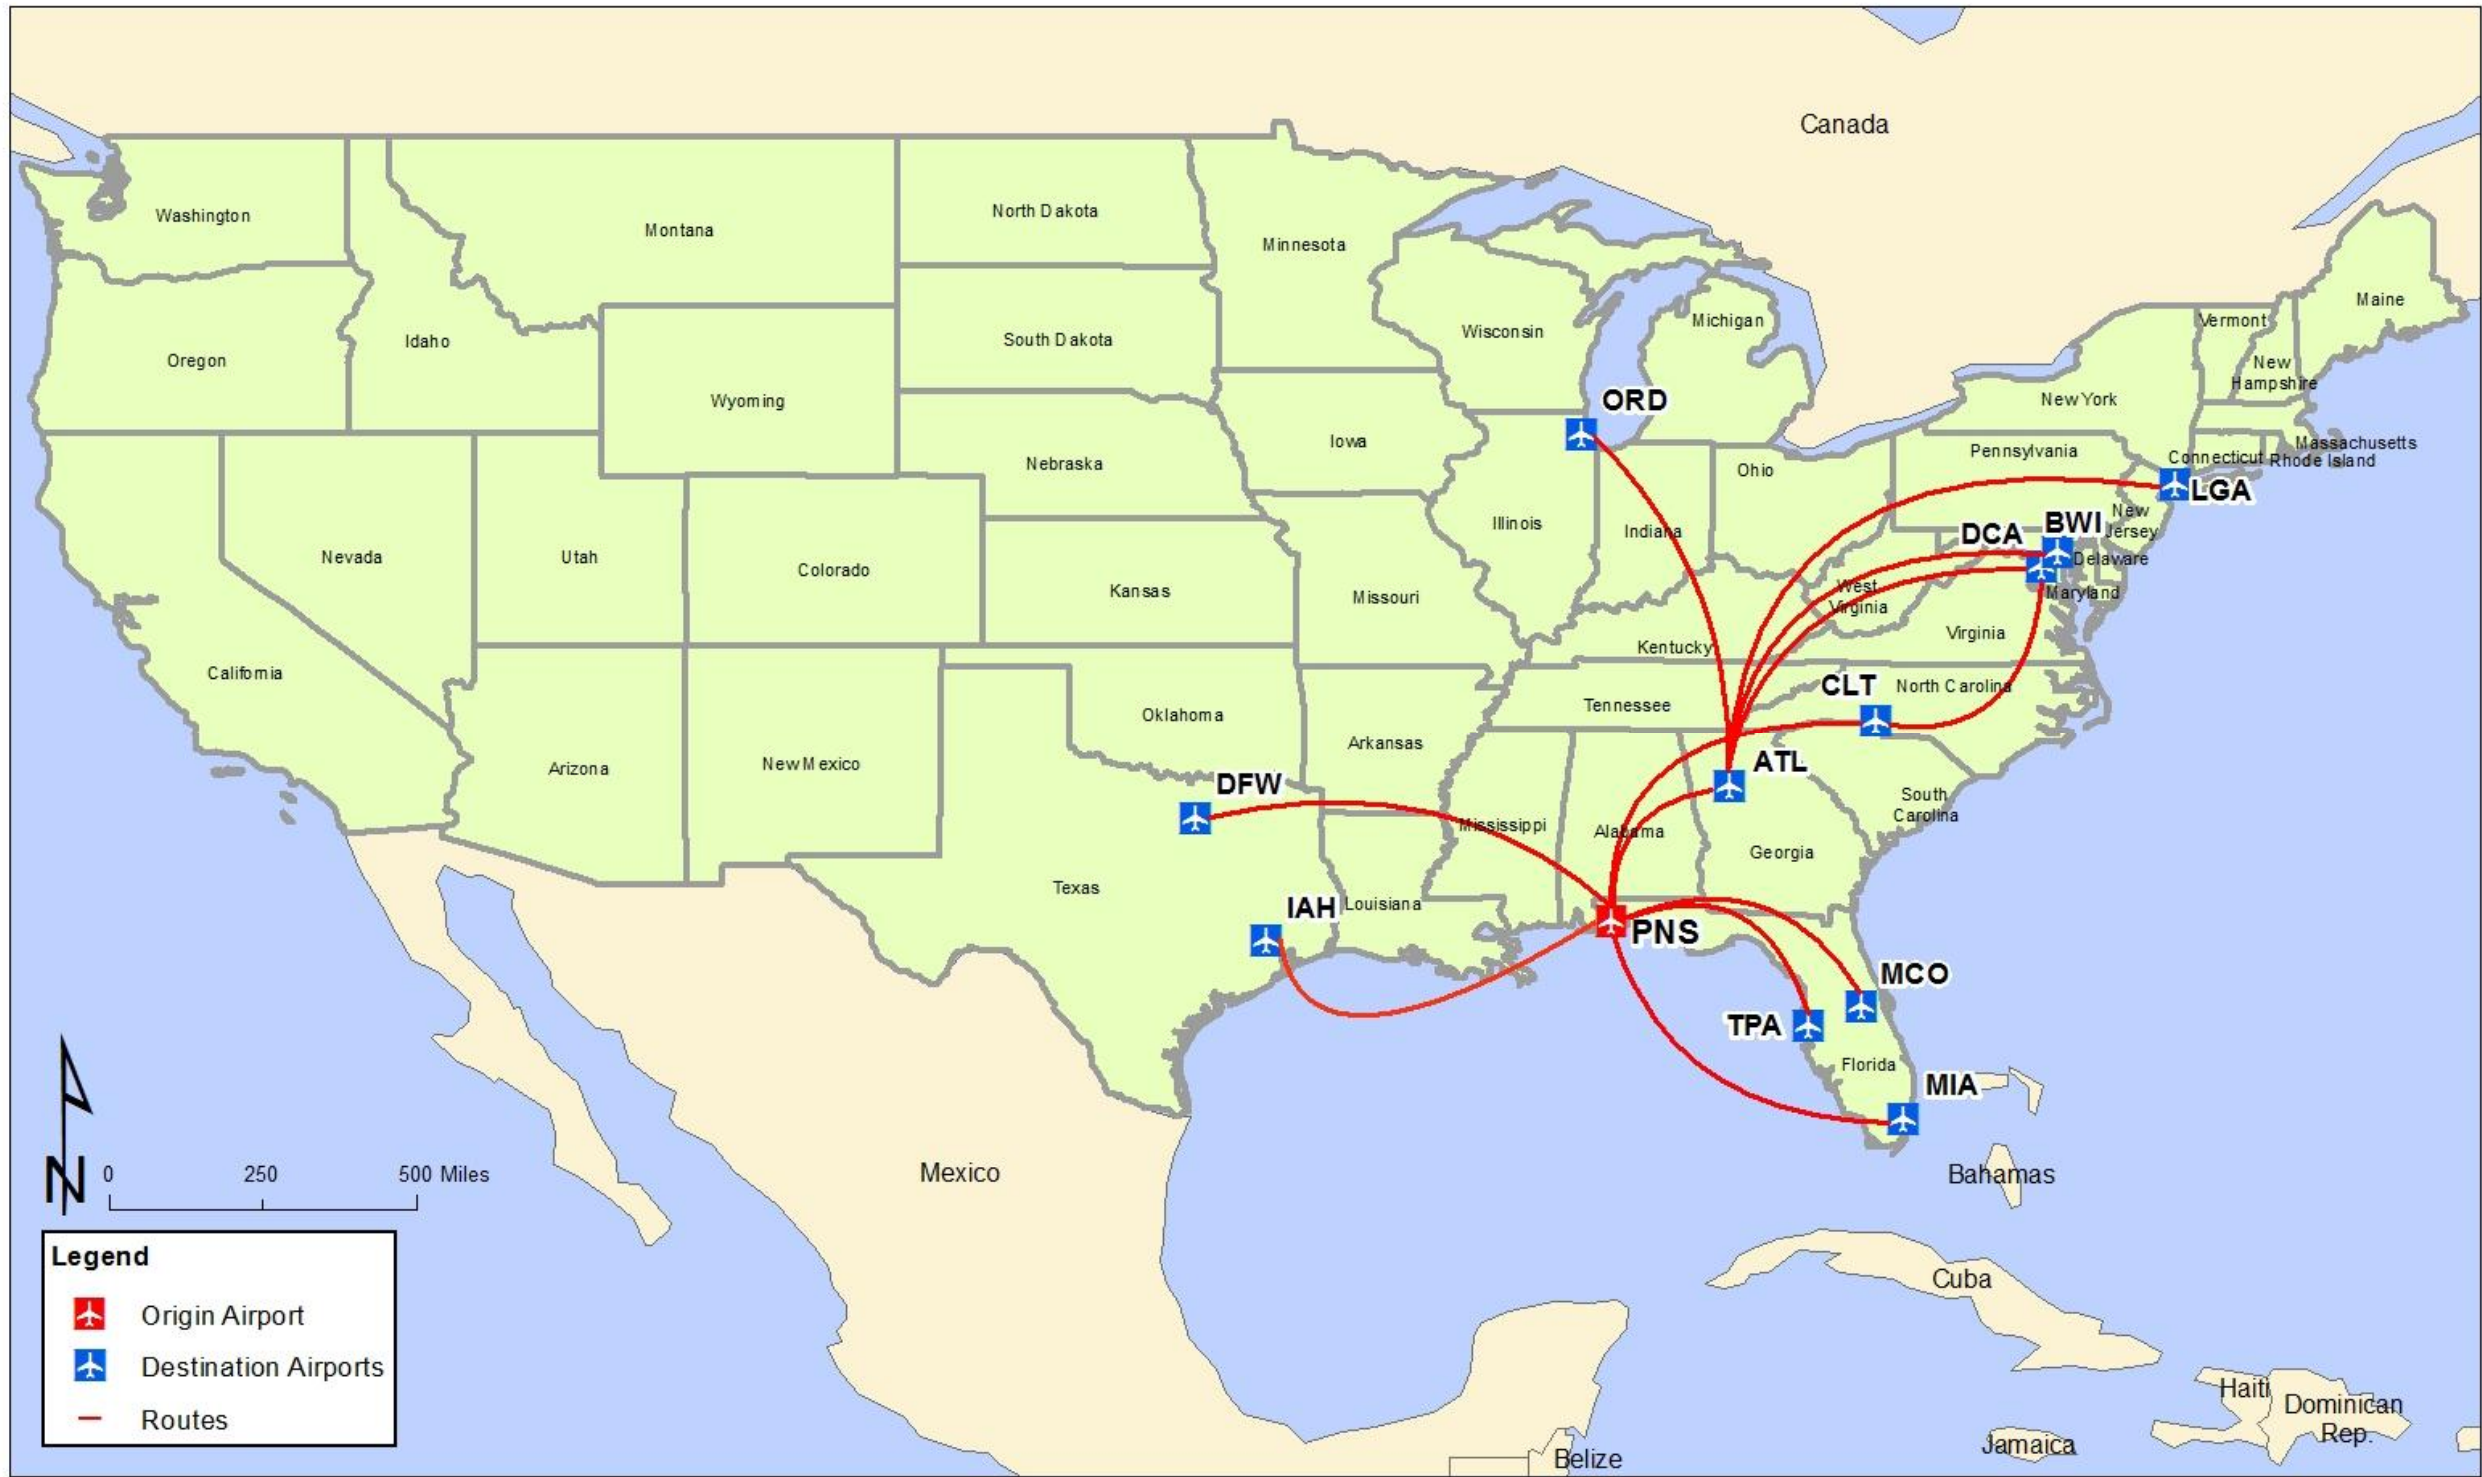 Canada
Washington
Montana
North Dakota
Minnesota
Maine
Vermont
Michigan
Wisconsin
South Dakota
Idaho
Oregon
New
Hampshire
Wyoming
New York
ORD
Iowa
Massachusetts
Pennsylvania
Connecticut
Rhode Island
Nebraska
Ohio
LGA
New
Jersey
BWI
DCA
Illinois
Indiana
Nevada
Utah
Colorado
Delaware
Kansas
Missouri
West
Virginia
Maryland
Virginia
Kentucky
California
CLT
North Carolina
Tennessee
Oklahoma
Arkansas
ATL
New Mexico
Arizona
DFW
South
Carolina
Mississippi
Alabama
Georgia
Texas
IAH
Louisiana
PNS
MCO
TPA
Florida
MIA
Mexico
Bahamas
N
0 250 500 Miles
Cuba
Legend
Origin Airport
Destination Airports
Routes
Haiti
Dominican
Rep.
Jamaica
Belize